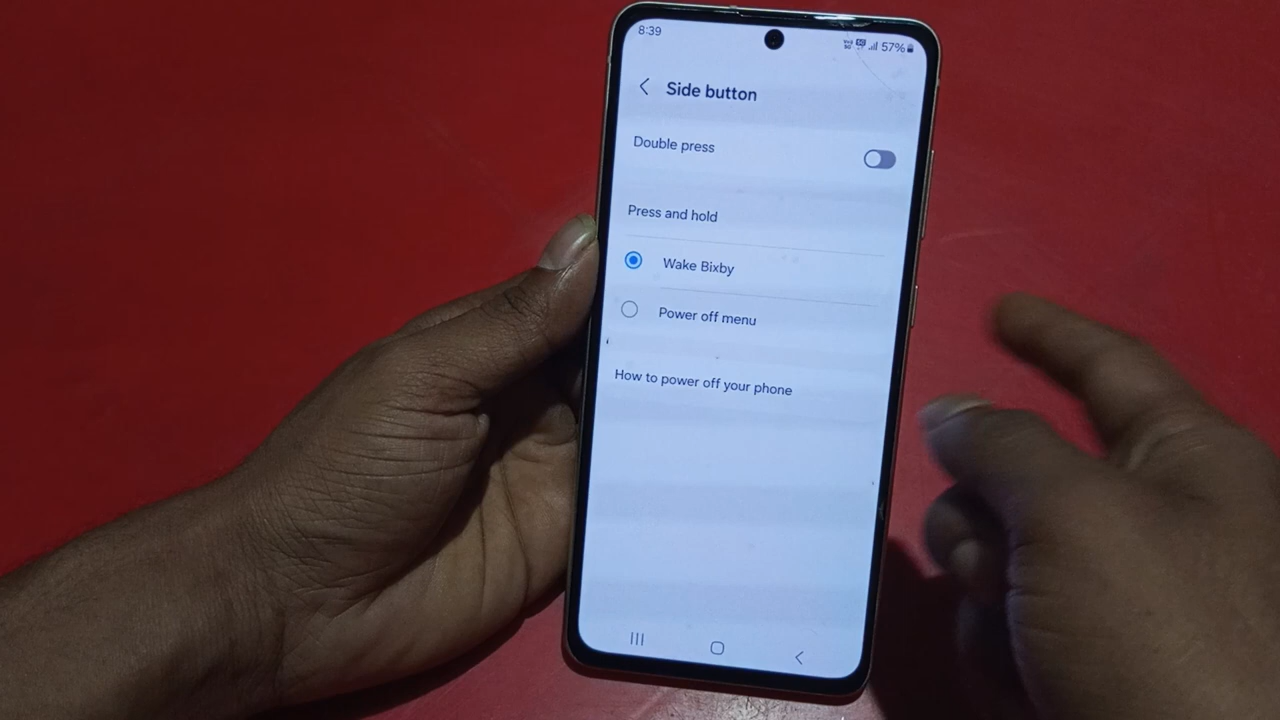 8:39
57%
Side button
Double press
Press and hold
Wake Bixby
Power off menu
How to power off your phone